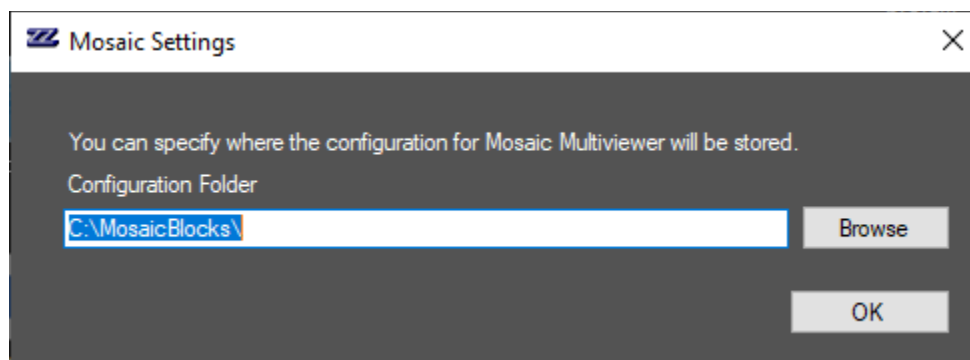 Mosaic Settings
You can specify where the configuration for Mosaic Multiviewer will be stored.
Configuration Folder
C:\MosaicBlocks\
Browse
OK